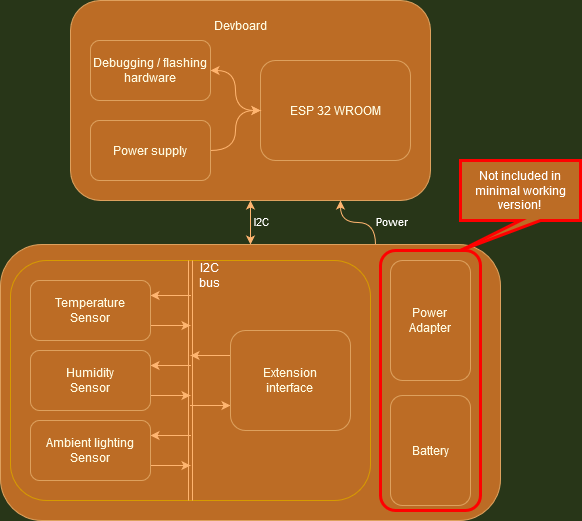 Devboard
Debugging / flashing
hardware
ESP 32 WROOM
Power supply
Not included in
minimal working
version!
I2C
Power
I2C
bus
Temperature
Sensor
Humidity
Sensor
Ambient lighting
Sensor
Extension
interface
Power
Adapter
Battery